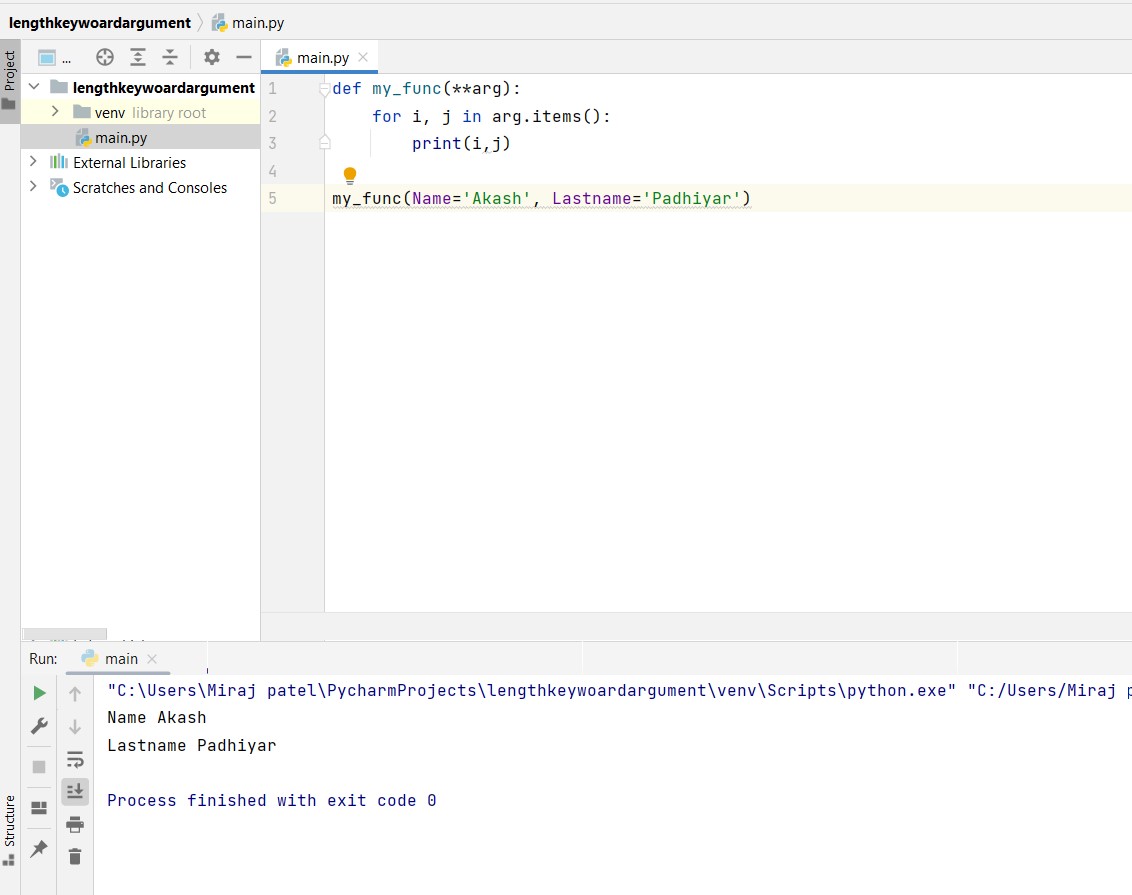 lengthkeywoardargument main.py
Project
...
main.py
lengthkeywoardargument
venv library root
main.py
External Libraries
Scratches and Consoles
1 def my_func(**arg):
2     for i, j in arg.items():
3         print(i,j)
4
5 my_func(Name='Akash', Lastname='Padhiyar')
Run: main
"C:\Users\Miraj patel\PycharmProjects\lengthkeywoardargument\venv\Scripts\python.exe" "C:/Users/Miraj
Name Akash
Lastname Padhiyar
Process finished with exit code 0
Structure